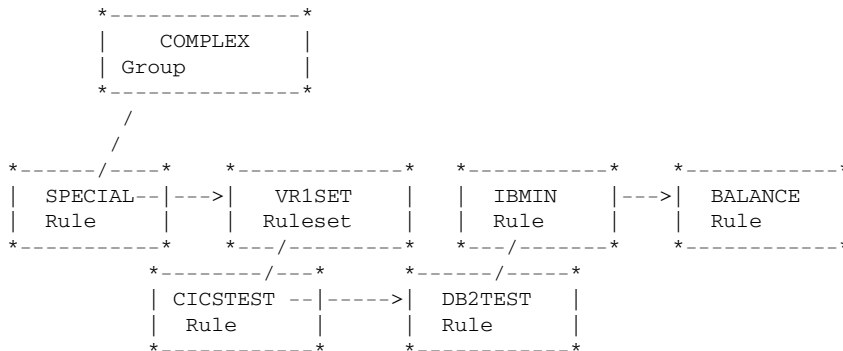 COMPLEX
Group
SPECIAL VR1SET IBMIN BALANCE
Rule Ruleset Rule Rule
CICSTEST DB2TEST
Rule Rule